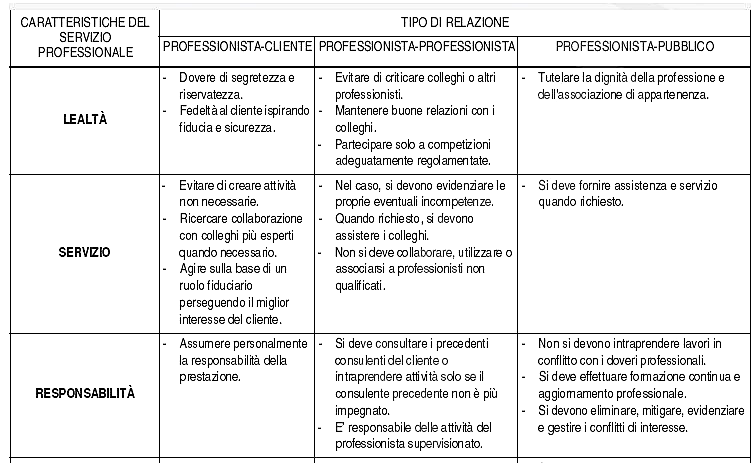 CARATTERISTICHE DEL
SERVIZIO
PROFESSIONALE
TIPO DI RELAZIONE
PROFESSIONISTA-CLIENTE
PROFESSIONISTA-PROFESSIONISTA
PROFESSIONISTA-PUBBLICO
LEALTÀ
- Dovere di segretezza e
riservatezza.
- Fedeltà al cliente ispirando
fiducia e sicurezza.
- Evitare di criticare colleghi o altri
professionisti.
- Mantenere buone relazioni con i
colleghi.
- Partecipare solo a competizioni
adeguatamente regolamentate.
- Tutelare la dignità della professione e
dell'associazione di appartenenza.
SERVIZIO
- Evitare di creare attività
non necessarie.
- Ricercare collaborazione
con colleghi più esperti
quando necessario.
- Agire sulla base di un
ruolo fiduciario
perseguendo il miglior
interesse del cliente.
- Nel caso, si devono evidenziare le
proprie eventuali incompetenze.
- Quando richiesto, si devono
assistere i colleghi.
- Non si deve collaborare, utilizzare o
associarsi a professionisti non
qualificati.
- Si deve fornire assistenza e servizio
quando richiesto.
RESPONSABILITÀ
- Assumere personalmente
la responsabilità della
prestazione.
- Si deve consultare i precedenti
consulenti del cliente o
intraprendere attività solo se il
consulente precedente non è più
impegnato.
- E' responsabile delle attività del
professionista supervisionato.
- Non si devono intraprendere lavori in
conflitto con i doveri professionali.
- Si deve effettuare formazione continua e
aggiornamento professionale.
- Si devono eliminare, mitigare, evidenziare
e gestire i conflitti di interesse.